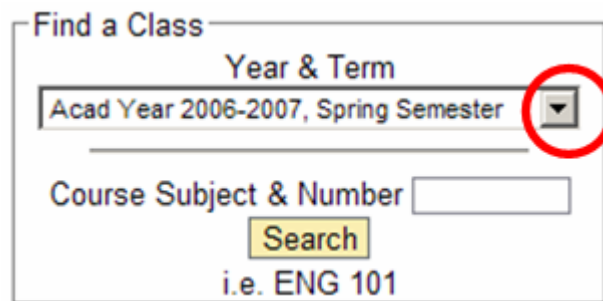 Find a Class
Year & Term
Acad Year 2006-2007, Spring Semester
Course Subject & Number
Search
i.e. ENG 101